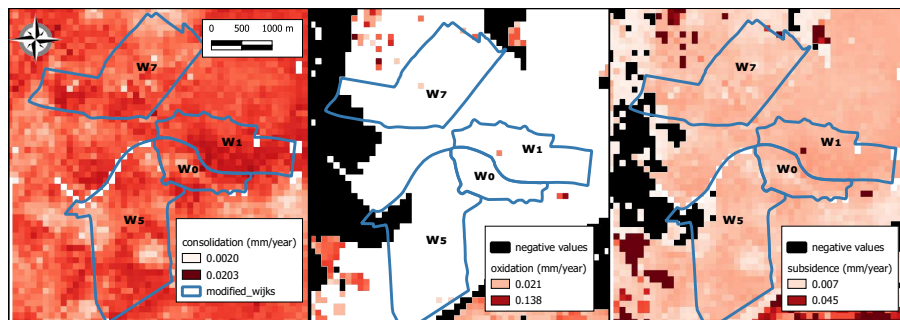 0 500 1000 m
W7
W1
W0
W5
consolidation (mm/year)
0.0020
0.0203
modified_wijks
W7
W1
W0
W5
negative values
oxidation (mm/year)
0.021
0.138
W7
W1
W0
W5
negative values
subsidence (mm/year)
0.007
0.045